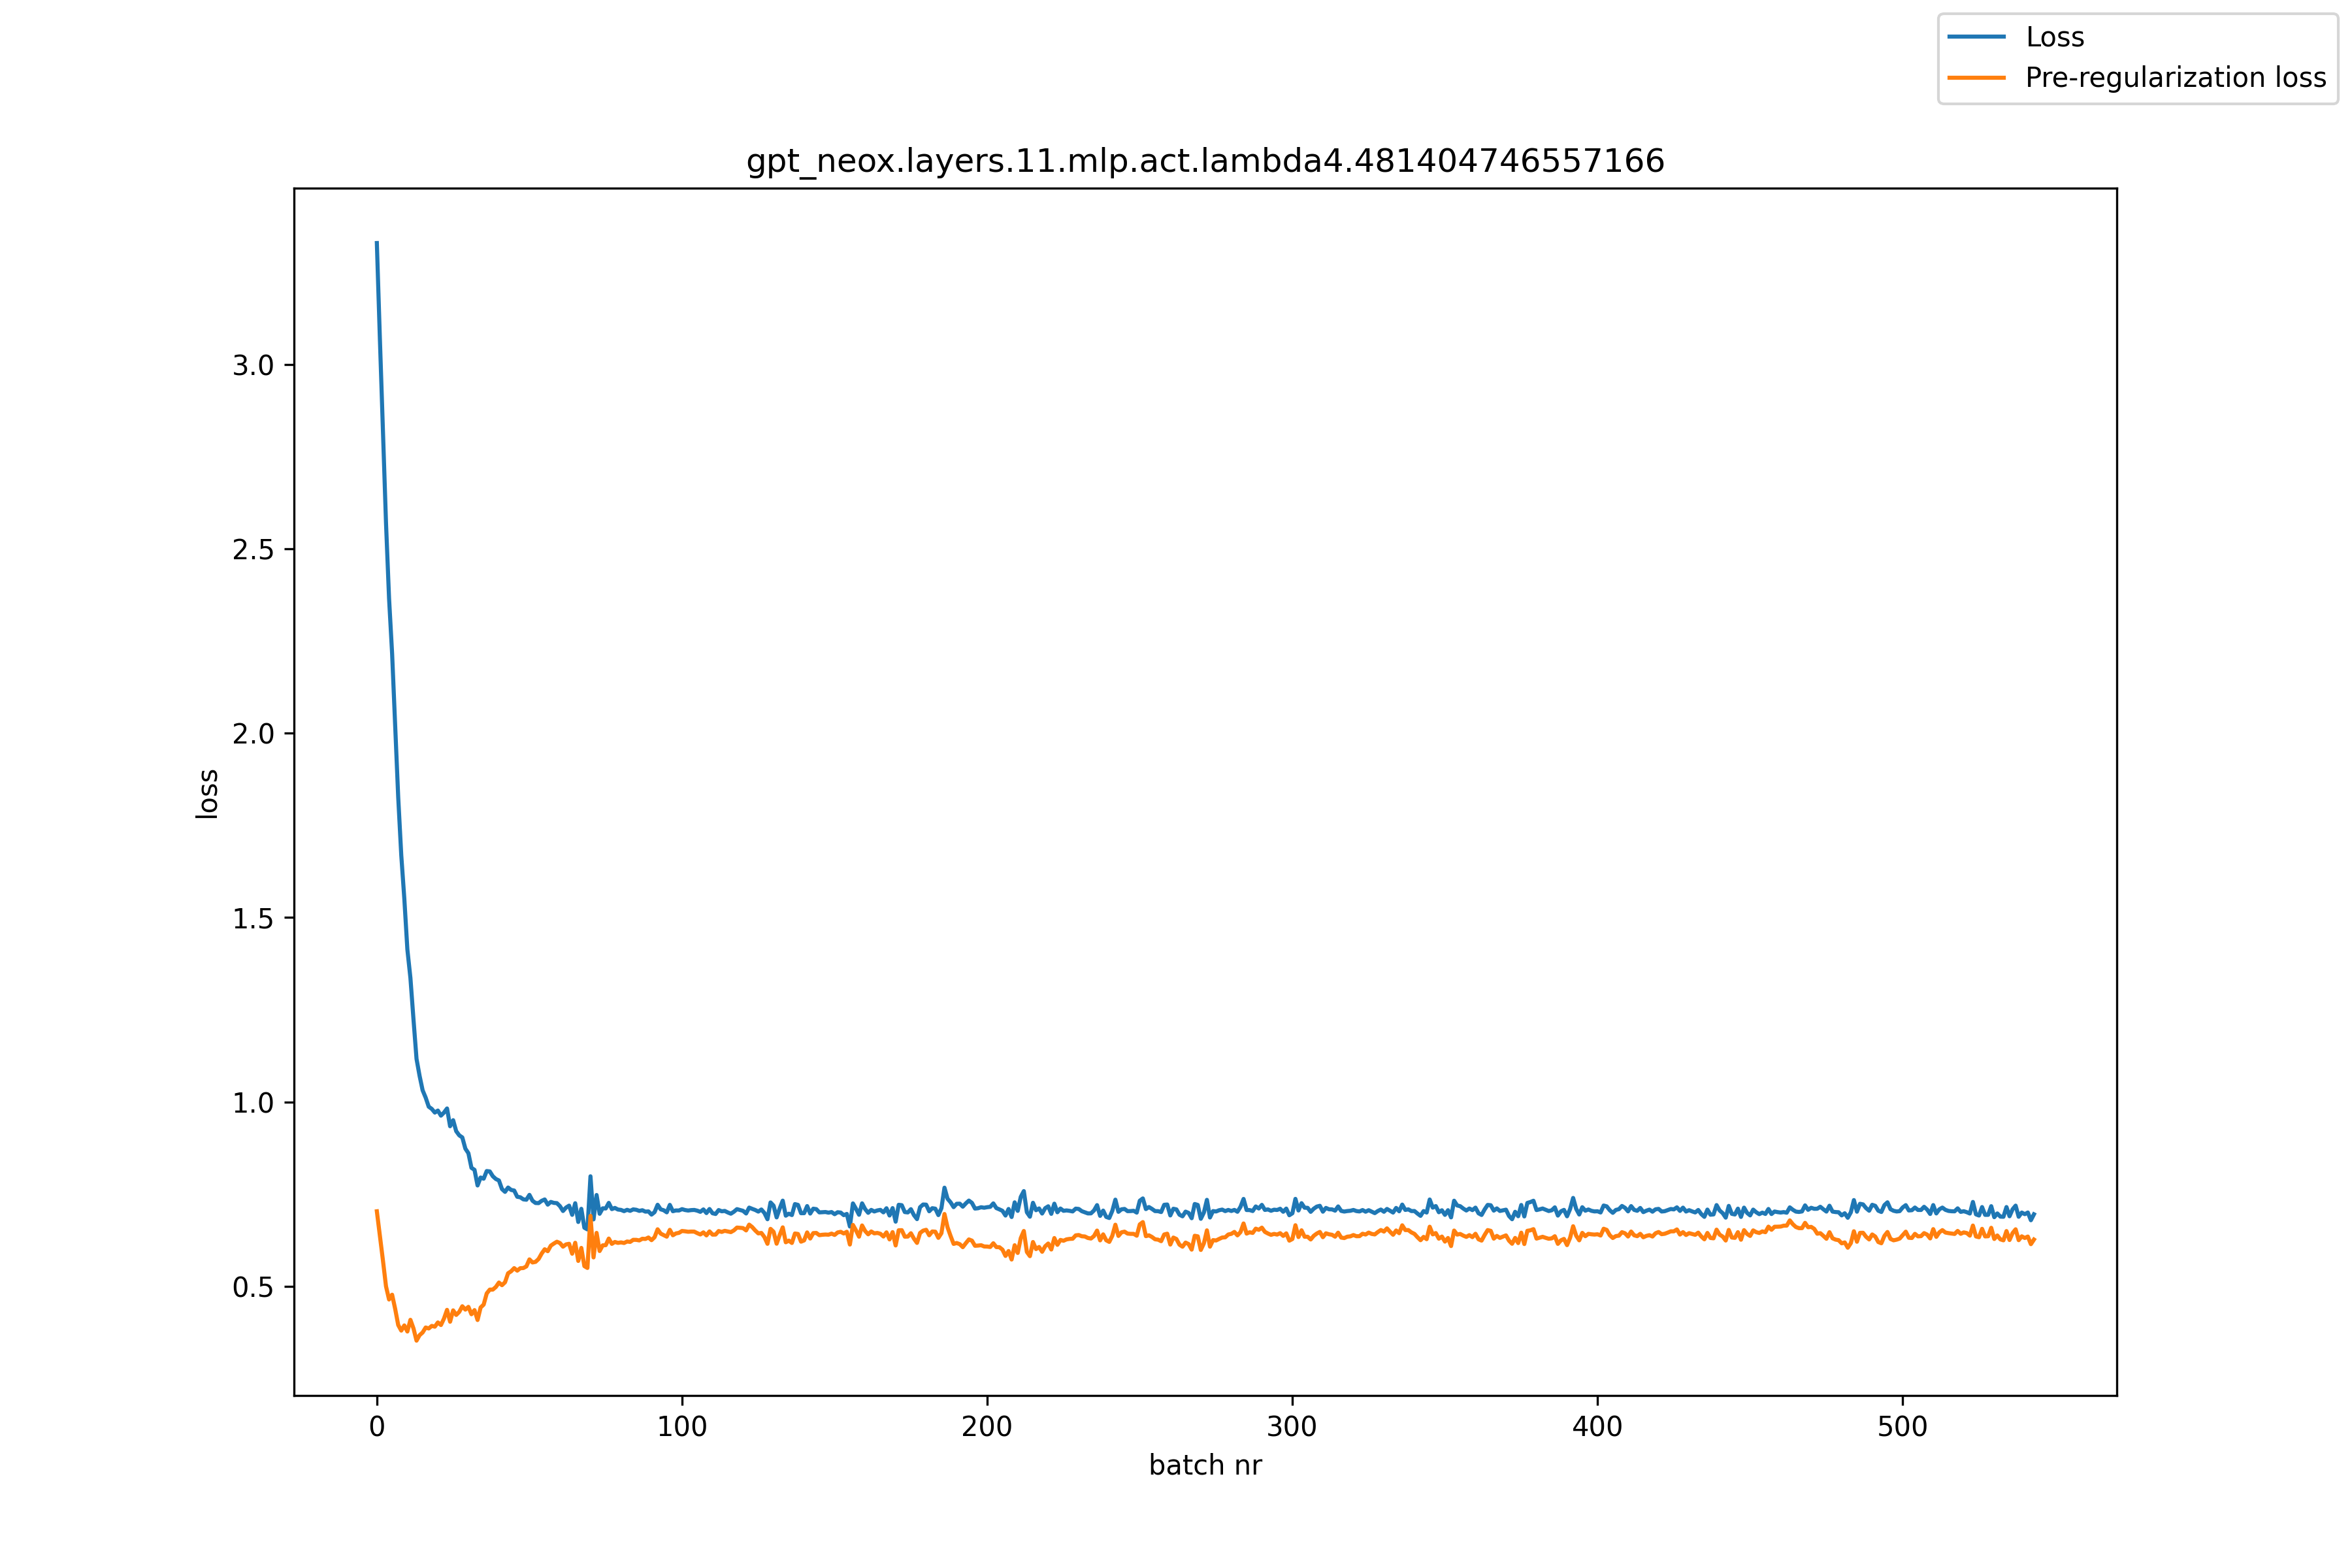 Loss
Pre-regularization loss
gpt_neox.layers.11.mlp.act.lambda4.481404746557166
3.0
2.5
2.0
1.5
1.0
0.5
loss
0 100 200 300 400 500
batch nr